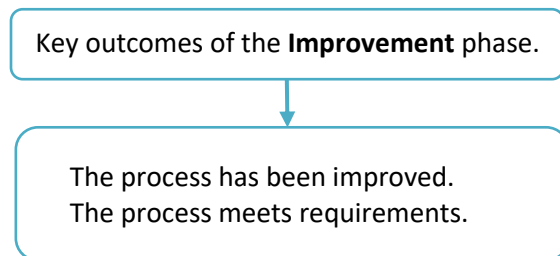 Key outcomes of the Improvement phase.
The process has been improved.
The process meets requirements.